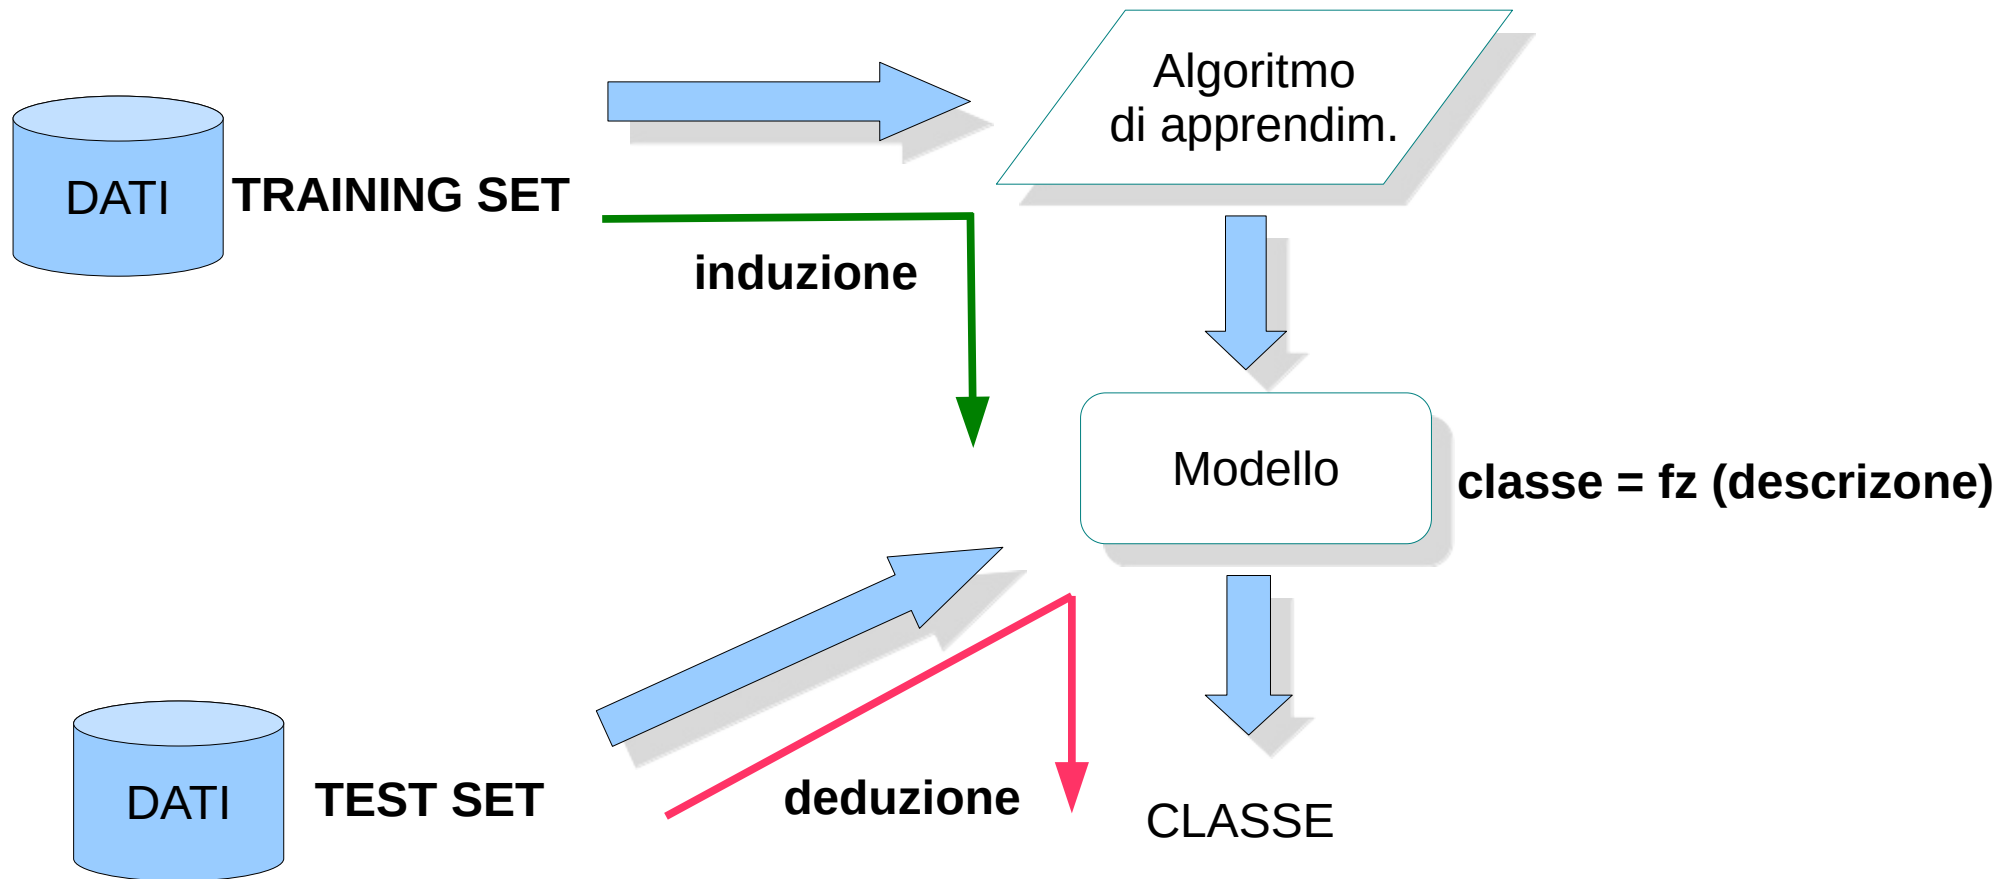 Algoritmo
di apprendim.
DATI
TRAINING SET
induzione
Modello
classe = fz (descrizone)
DATI
TEST SET
deduzione
CLASSE